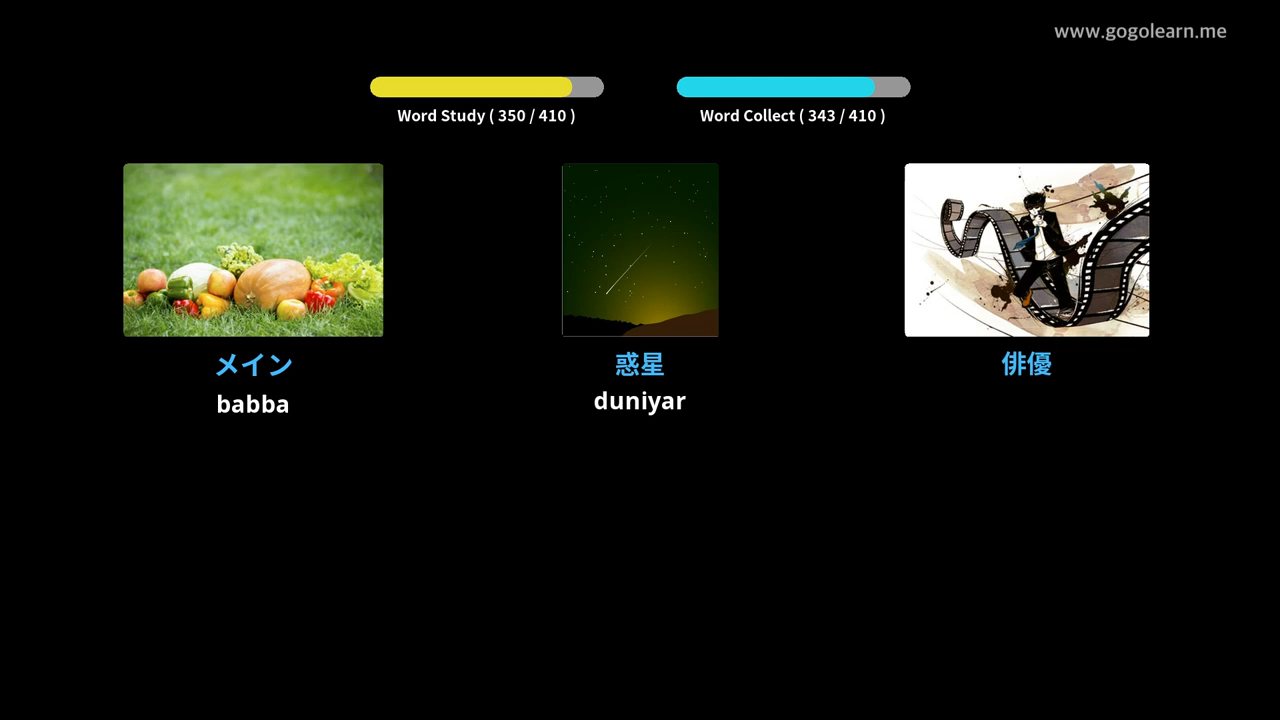 www.gogolearn.me
Word Study ( 350 / 410 )
Word Collect ( 343 / 410 )
メイン
babba
惑星
duniyar
俳優